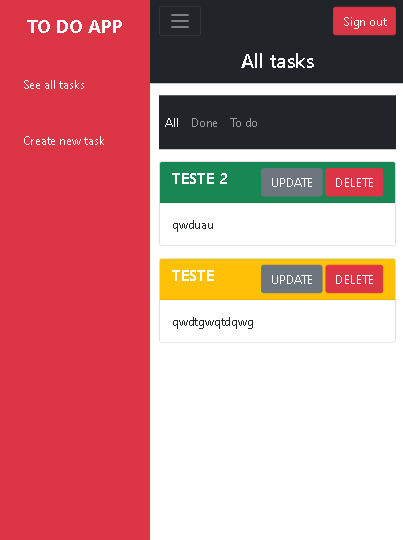 TO DO APP
See all tasks
Create new task
Sign out
All tasks
All Done To do
TESTE 2 UPDATE DELETE
qwduau
TESTE UPDATE DELETE
qwdtgwqtdqwg